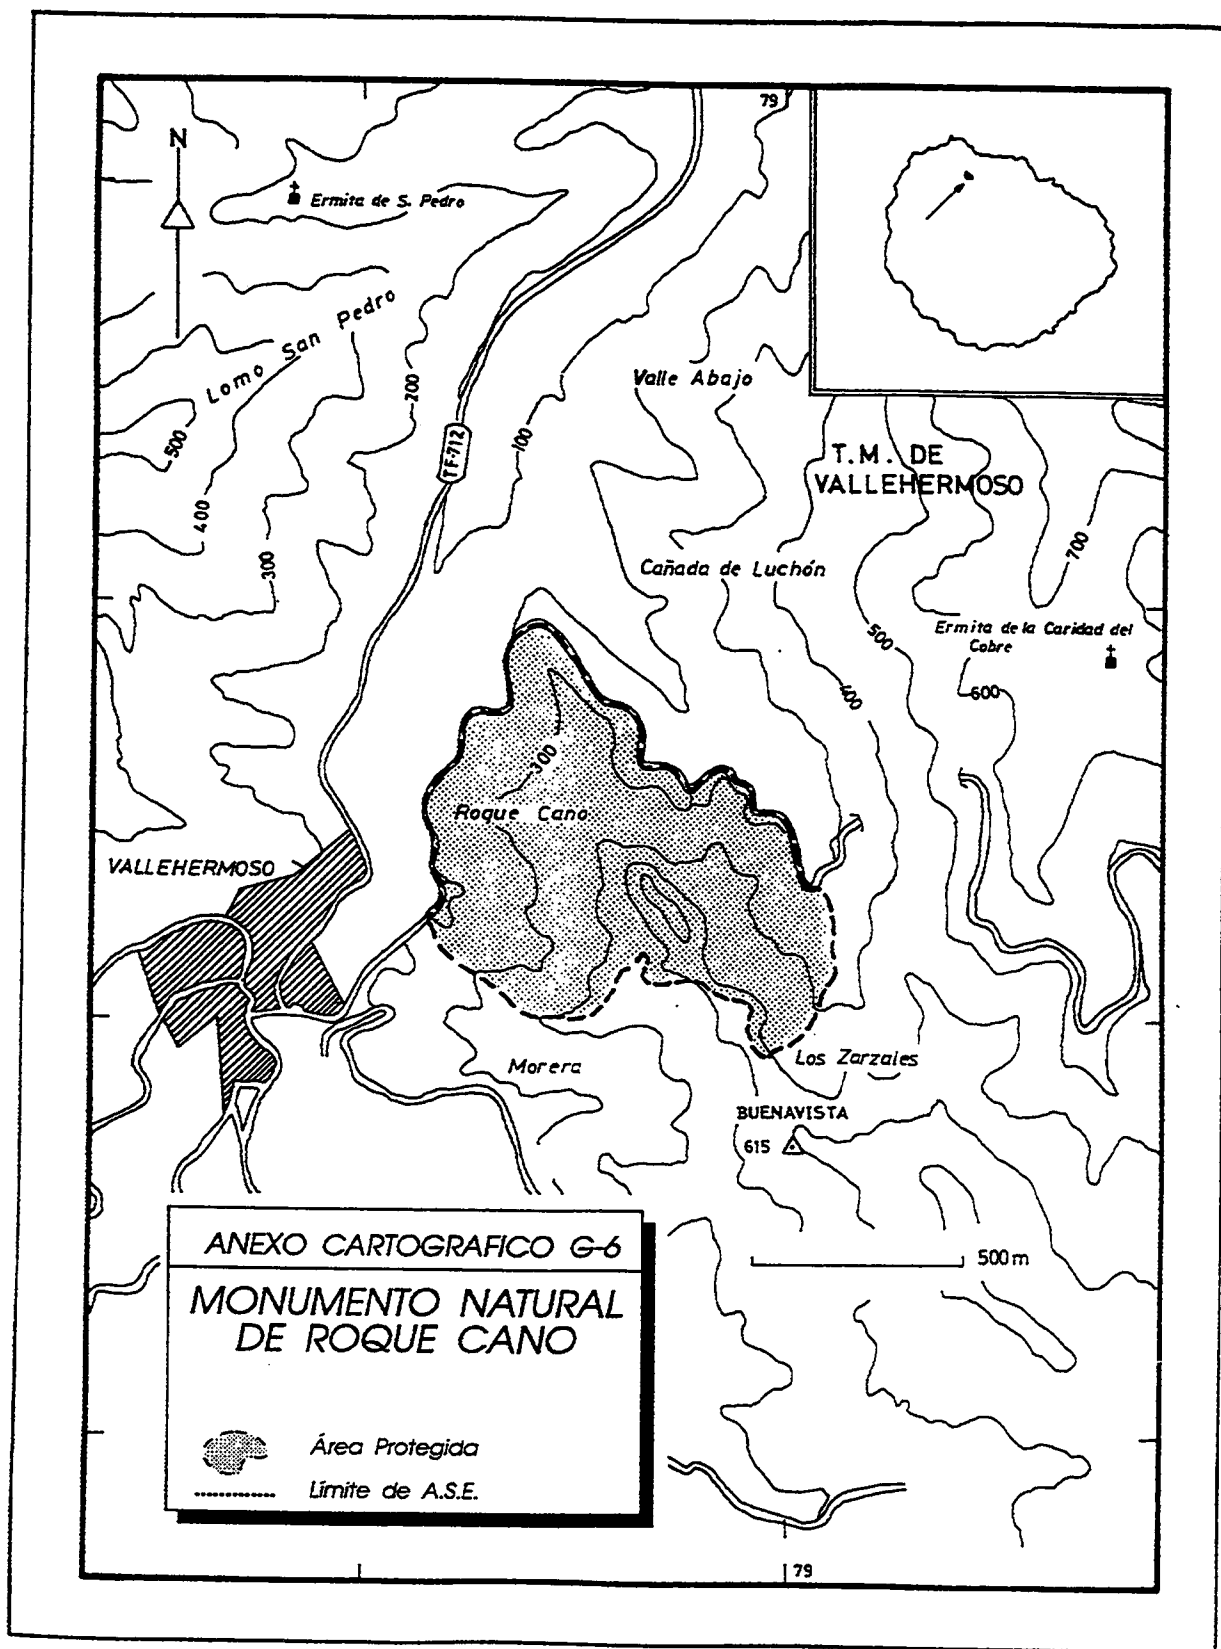 79
N
Ermita de S. Pedro
Lomo San Pedro
200
Valle Abajo
500
TF-712
100
T.M. DE
VALLEHERMOSO
400
700
300
Cañada de Luchón
500
Ermita de la Caridad del
Cobre
400
600
300
Roque Cano
VALLEHERMOSO
Morera
Los Zarzales
BUENAVISTA
615
500m
ANEXO CARTOGRAFICO G-6
MONUMENTO NATURAL
DE ROQUE CANO
Área Protegida
Límite de A.S.E.
79